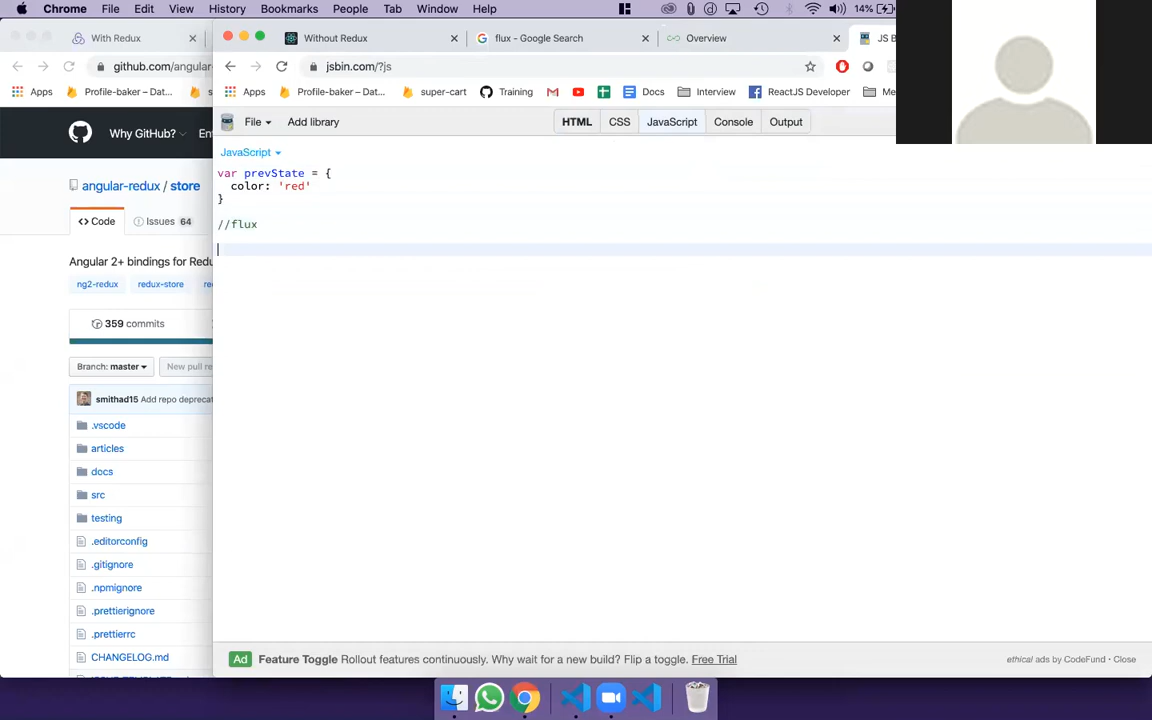 Chrome File Edit View History Bookmarks People Tab Window Help 14%
With Redux
github.com/angular-
Apps Profile-baker – Dat...
Why GitHub?
angular-redux / store
Code Issues 64
Angular 2+ bindings for Redu
ng2-redux redux-store
359 commits
Branch: master New pull re
smithad15 Add repo deprecat
.vscode
articles
docs
src
testing
.editorconfig
.gitignore
.npmignore
.prettierignore
.prettierrc
CHANGELOG.md
Without Redux flux - Google Search Overview JS B
jsbin.com/?js
Apps Profile-baker – Dat... super-cart Training Docs Interview ReactJS Developer Me
File Add library HTML CSS JavaScript Console Output
JavaScript
var prevState = {
color: 'red'
}
//flux
Ad Feature Toggle Rollout features continuously. Why wait for a new build? Flip a toggle. Free Trial
ethical ads by CodeFund · Close